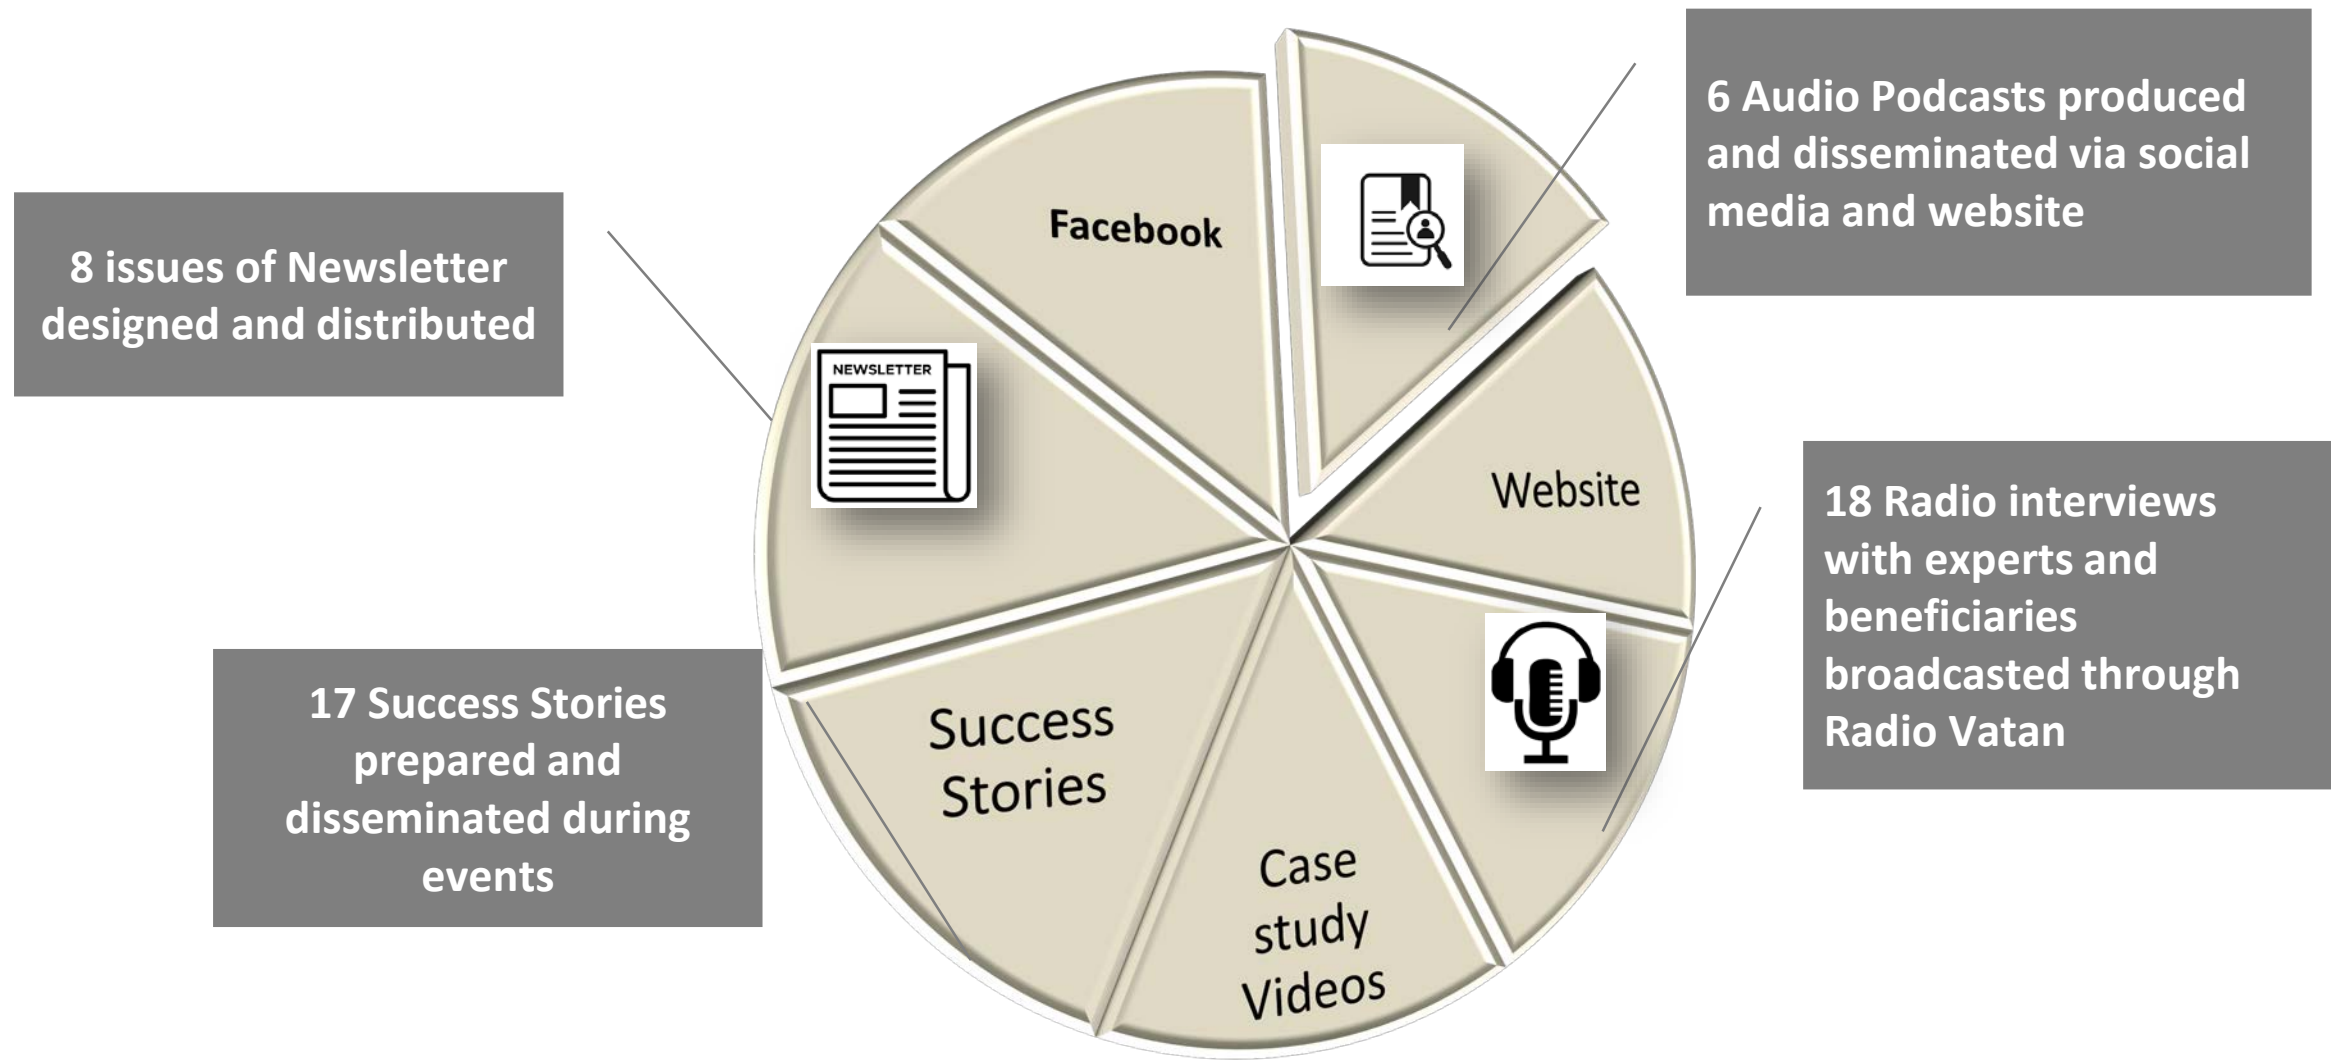 6 Audio Podcasts produced
and disseminated via social
media and website
8 issues of Newsletter
designed and distributed
Facebook
NEWSLETTER
Website
18 Radio interviews
with experts and
beneficiaries
broadcasted through
Radio Vatan
17 Success Stories
prepared and
disseminated during
events
Success
Stories
Case
study
Videos